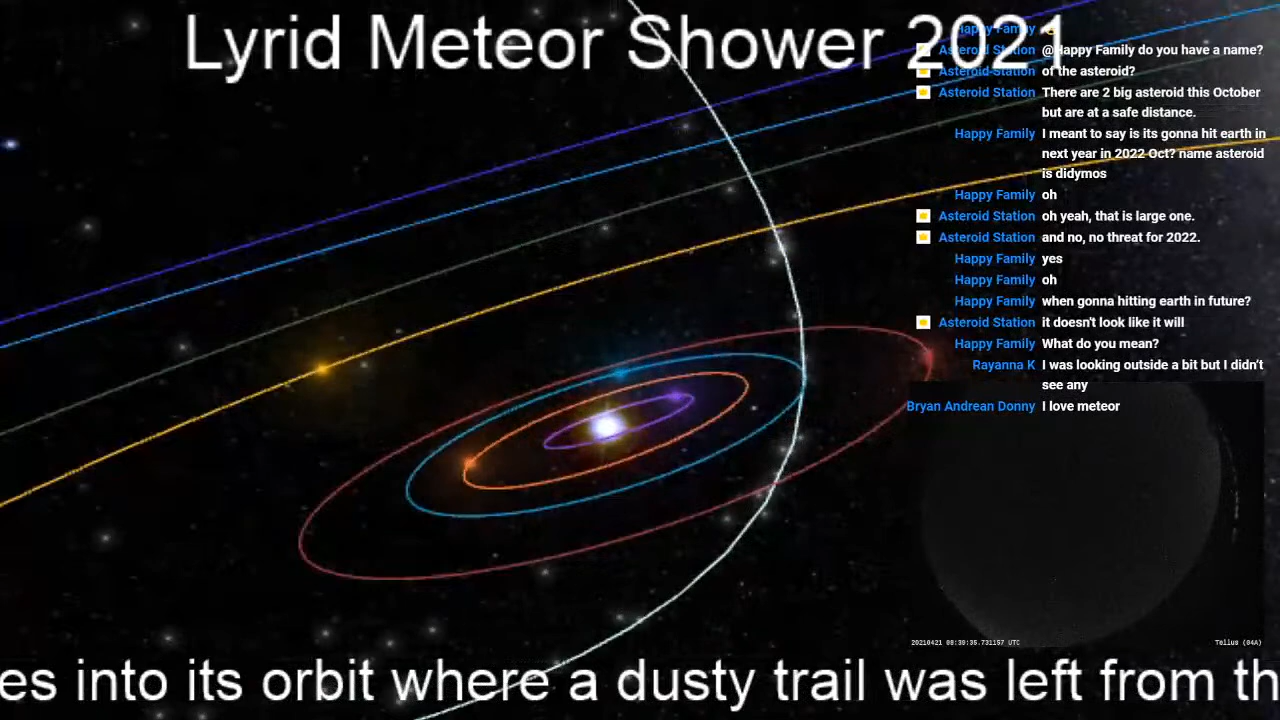 Lyrid Meteor Shower 2021
Happy Family
Asteroid Station @Happy Family do you have a name?
Asteroid Station of the asteroid?
Asteroid Station There are 2 big asteroid this October
but are at a safe distance.
Happy Family I meant to say is its gonna hit earth in
next year in 2022 Oct? name asteroid
is didymos
Happy Family oh
Asteroid Station oh yeah, that is large one.
Asteroid Station and no, no threat for 2022.
Happy Family yes
Happy Family oh
Happy Family when gonna hitting earth in future?
Asteroid Station it doesn't look like it will
Happy Family What do you mean?
Rayanna K I was looking outside a bit but I didn't
see any
Bryan Andrean Donny I love meteor
Tellus (04A)
es into its orbit where a dusty trail was left from th